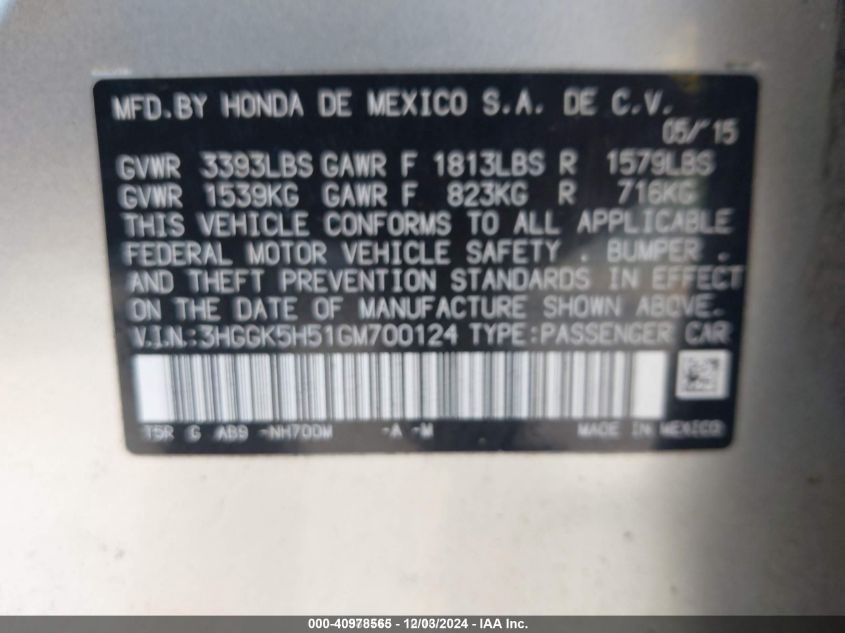 MFD.BY HONDA DE MEXICO S.A. DE C.V.
05/15
GVWR 3393LBS GAWR F 1813LBS R 1579LBS
GVWR 1539KG GAWR F 823KG R 716KG
THIS VEHICLE CONFORMS TO ALL APPLICABLE
FEDERAL MOTOR VEHICLE SAFETY , BUMPER ,
AND THEFT PREVENTION STANDARDS IN EFFECT
ON THE DATE OF MANUFACTURE SHOWN ABOVE.
V.I.N.:3HGGK5H51GM700124 TYPE:PASSENGER CAR
T5R G AB9 -NH700M -A -M MADE IN MEXICO
000-40978565 - 12/03/2024 - IAA Inc.